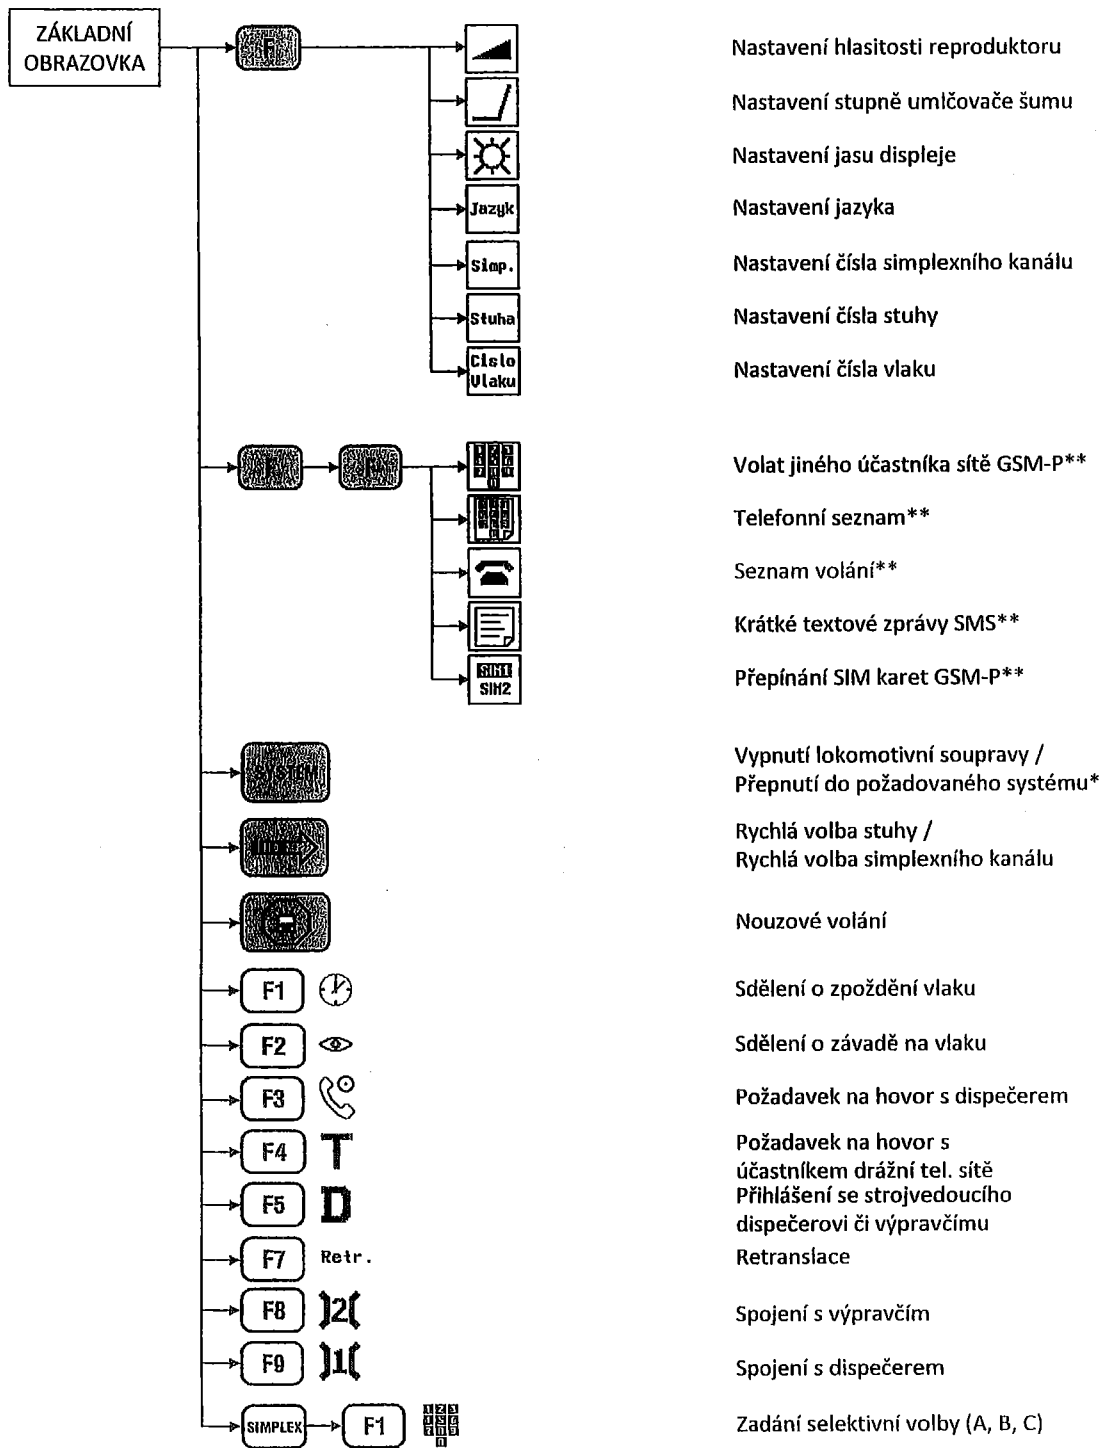 ZÁKLADNÍ
OBRAZOVKA
F
Nastavení hlasitosti reproduktoru
Nastavení stupně umlčovače šumu
Nastavení jasu displeje
Jazyk
Nastavení jazyka
Simp.
Nastavení čísla simplexního kanálu
Stuha
Nastavení čísla stuhy
Cislo
Vlaku
Nastavení čísla vlaku
F
F
Volat jiného účastníka sítě GSM-P**
Telefonní seznam**
Seznam volání**
Krátké textové zprávy SMS**
SIM1
SIM2
Přepínání SIM karet GSM-P**
SYSTEM
Vypnutí lokomotivní soupravy /
Přepnutí do požadovaného systému*
Rychlá volba stuhy /
Rychlá volba simplexního kanálu
Nouzové volání
F1
Sdělení o zpoždění vlaku
F2
Sdělení o závadě na vlaku
F3
Požadavek na hovor s dispečerem
F4 T
Požadavek na hovor s
účastníkem drážní tel. sítě
F5 D
Přihlášení se strojvedoucího
dispečerovi či výpravčímu
F7 Retr.
Retranslace
F8 )2(
Spojení s výpravčím
F9 )1(
Spojení s dispečerem
SIMPLEX F1
Zadání selektivní volby (A, B, C)